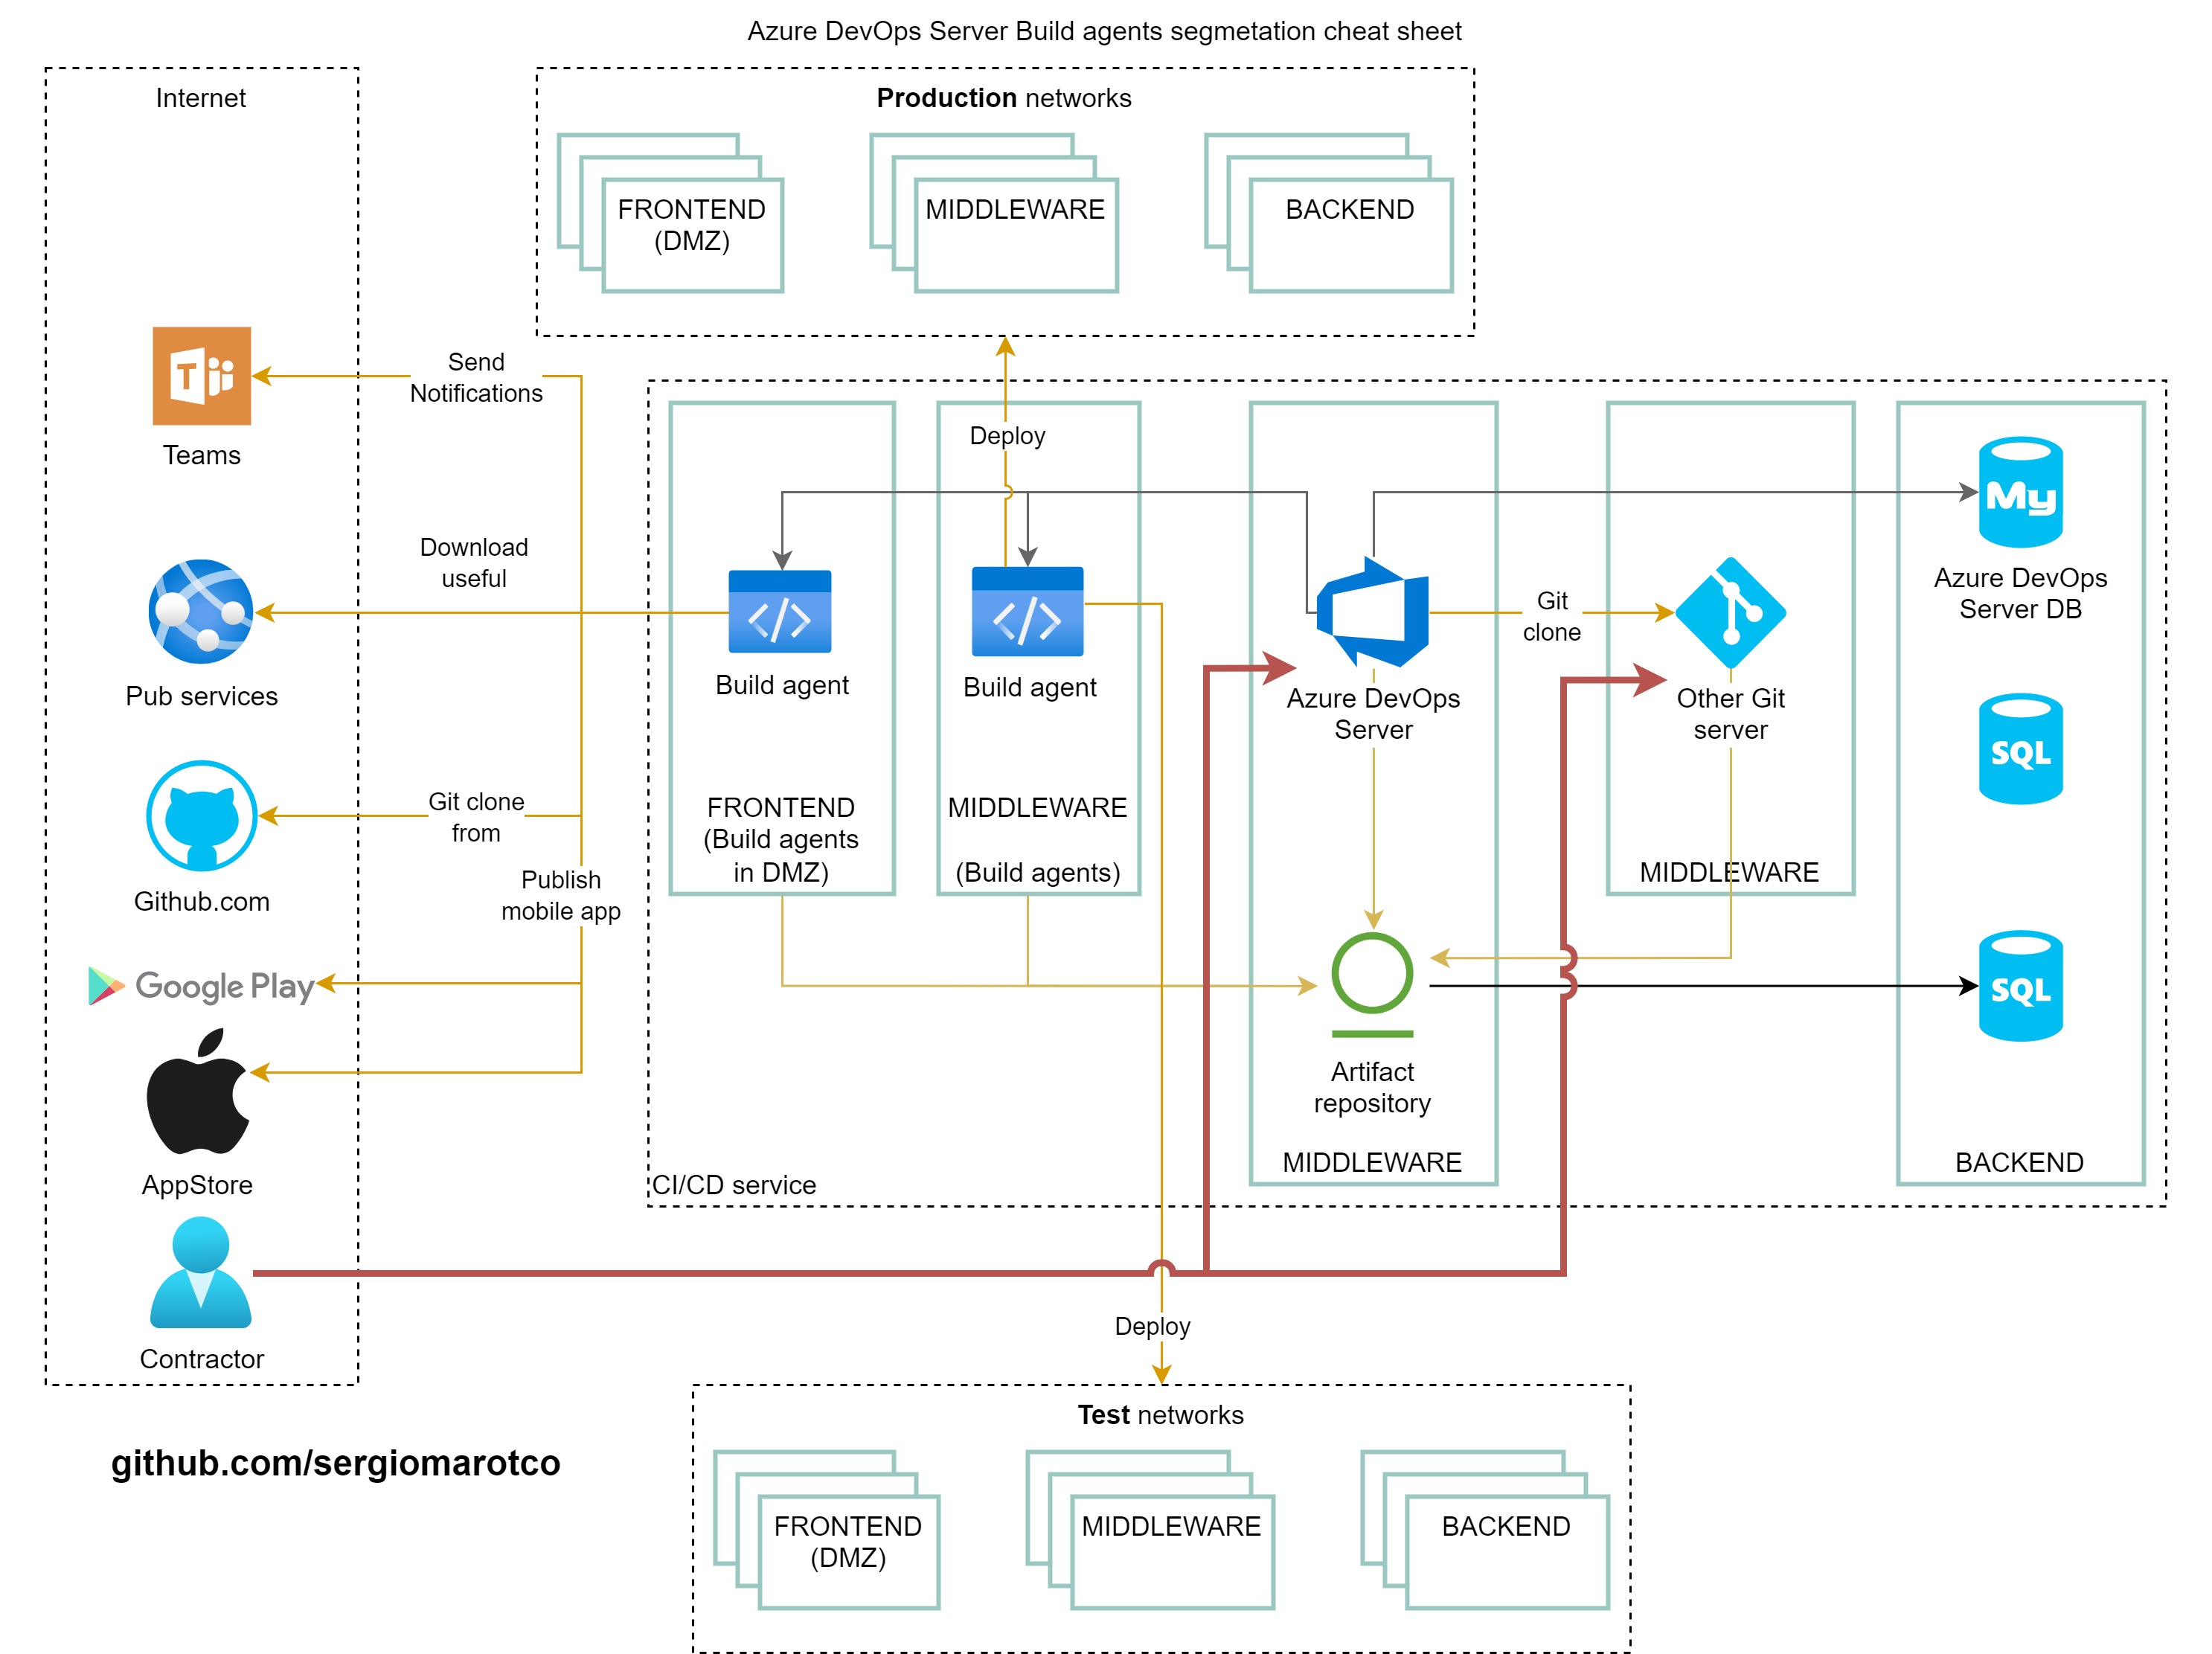 Azure DevOps Server Build agents segmetation cheat sheet
Internet
Production networks
FRONTEND
(DMZ)
MIDDLEWARE
BACKEND
Send
Notifications
Teams
Download
useful
Pub services
Git clone
from
Github.com
Publish
mobile app
Google Play
AppStore
Contractor
Deploy
Build agent
FRONTEND
(Build agents
in DMZ)
Build agent
MIDDLEWARE
(Build agents)
Azure DevOps
Server
Git
clone
Other Git
server
MIDDLEWARE
My
Azure DevOps
Server DB
SQL
SQL
Artifact
repository
MIDDLEWARE
BACKEND
CI/CD service
Deploy
Test networks
FRONTEND
(DMZ)
MIDDLEWARE
BACKEND
github.com/sergiomarotco